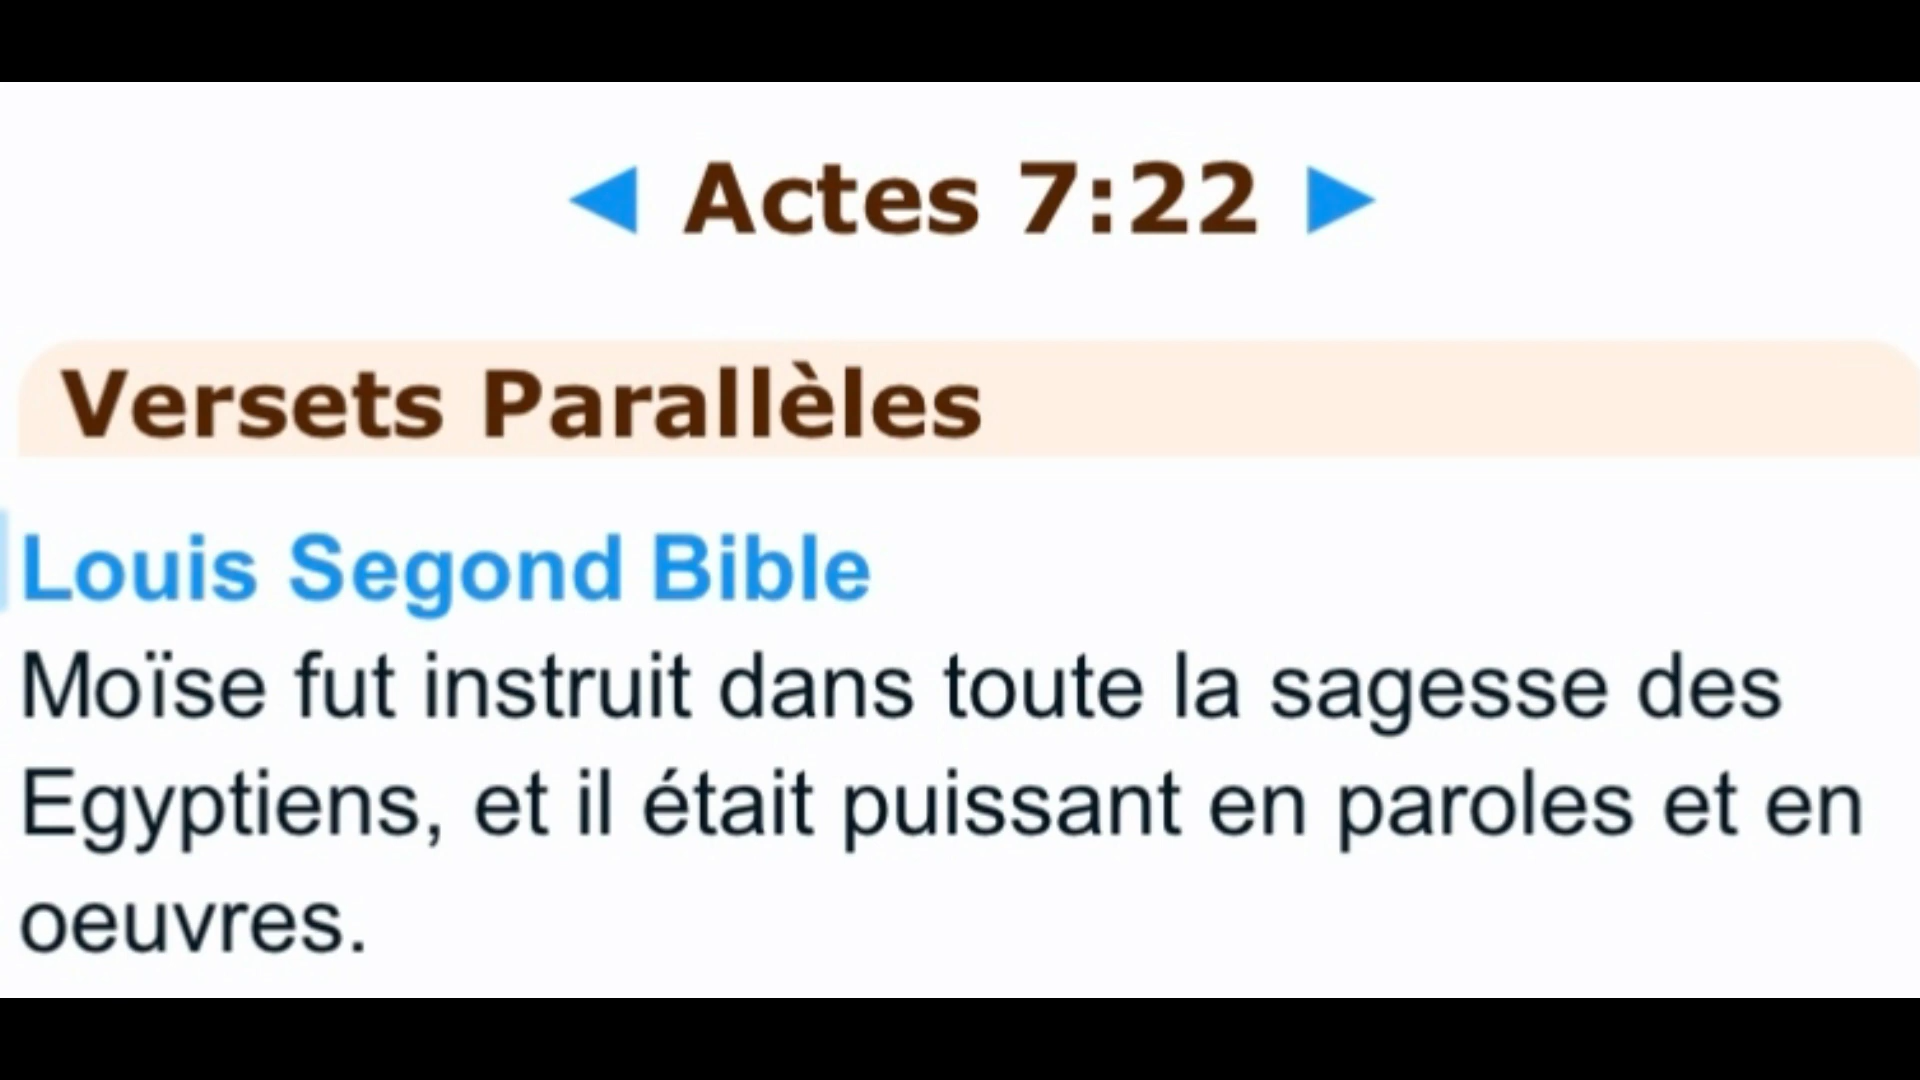 ◄ Actes 7:22 ►
Versets Parallèles
Louis Segond Bible
Moïse fut instruit dans toute la sagesse des
Egyptiens, et il était puissant en paroles et en
oeuvres.